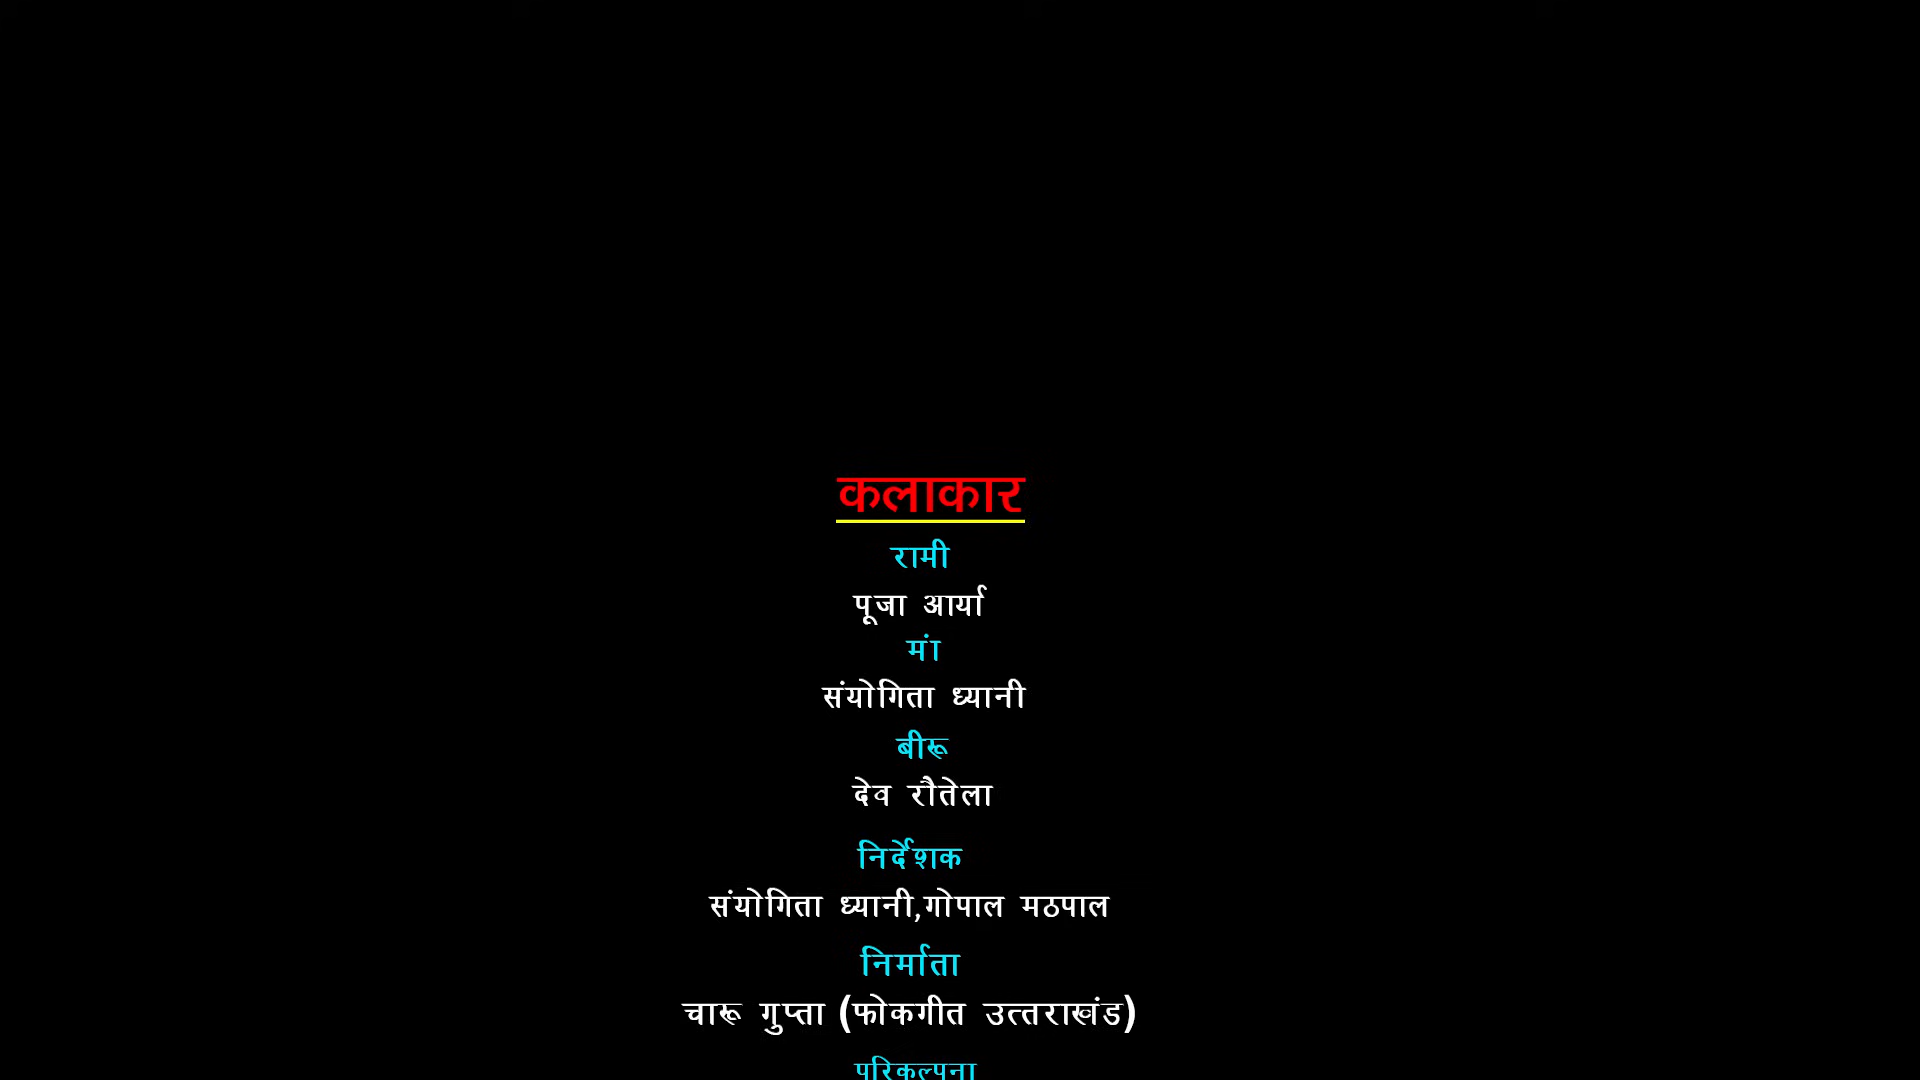 कलाकार
रामी
पूजा आर्या
मां
संयोगिता ध्यानी
बीरू
देव रौतेला
निर्देशक
संयोगिता ध्यानी,गोपाल मठपाल
निर्माता
चारू गुप्ता (फोकगीत उत्तराखंड)
परिकल्पना